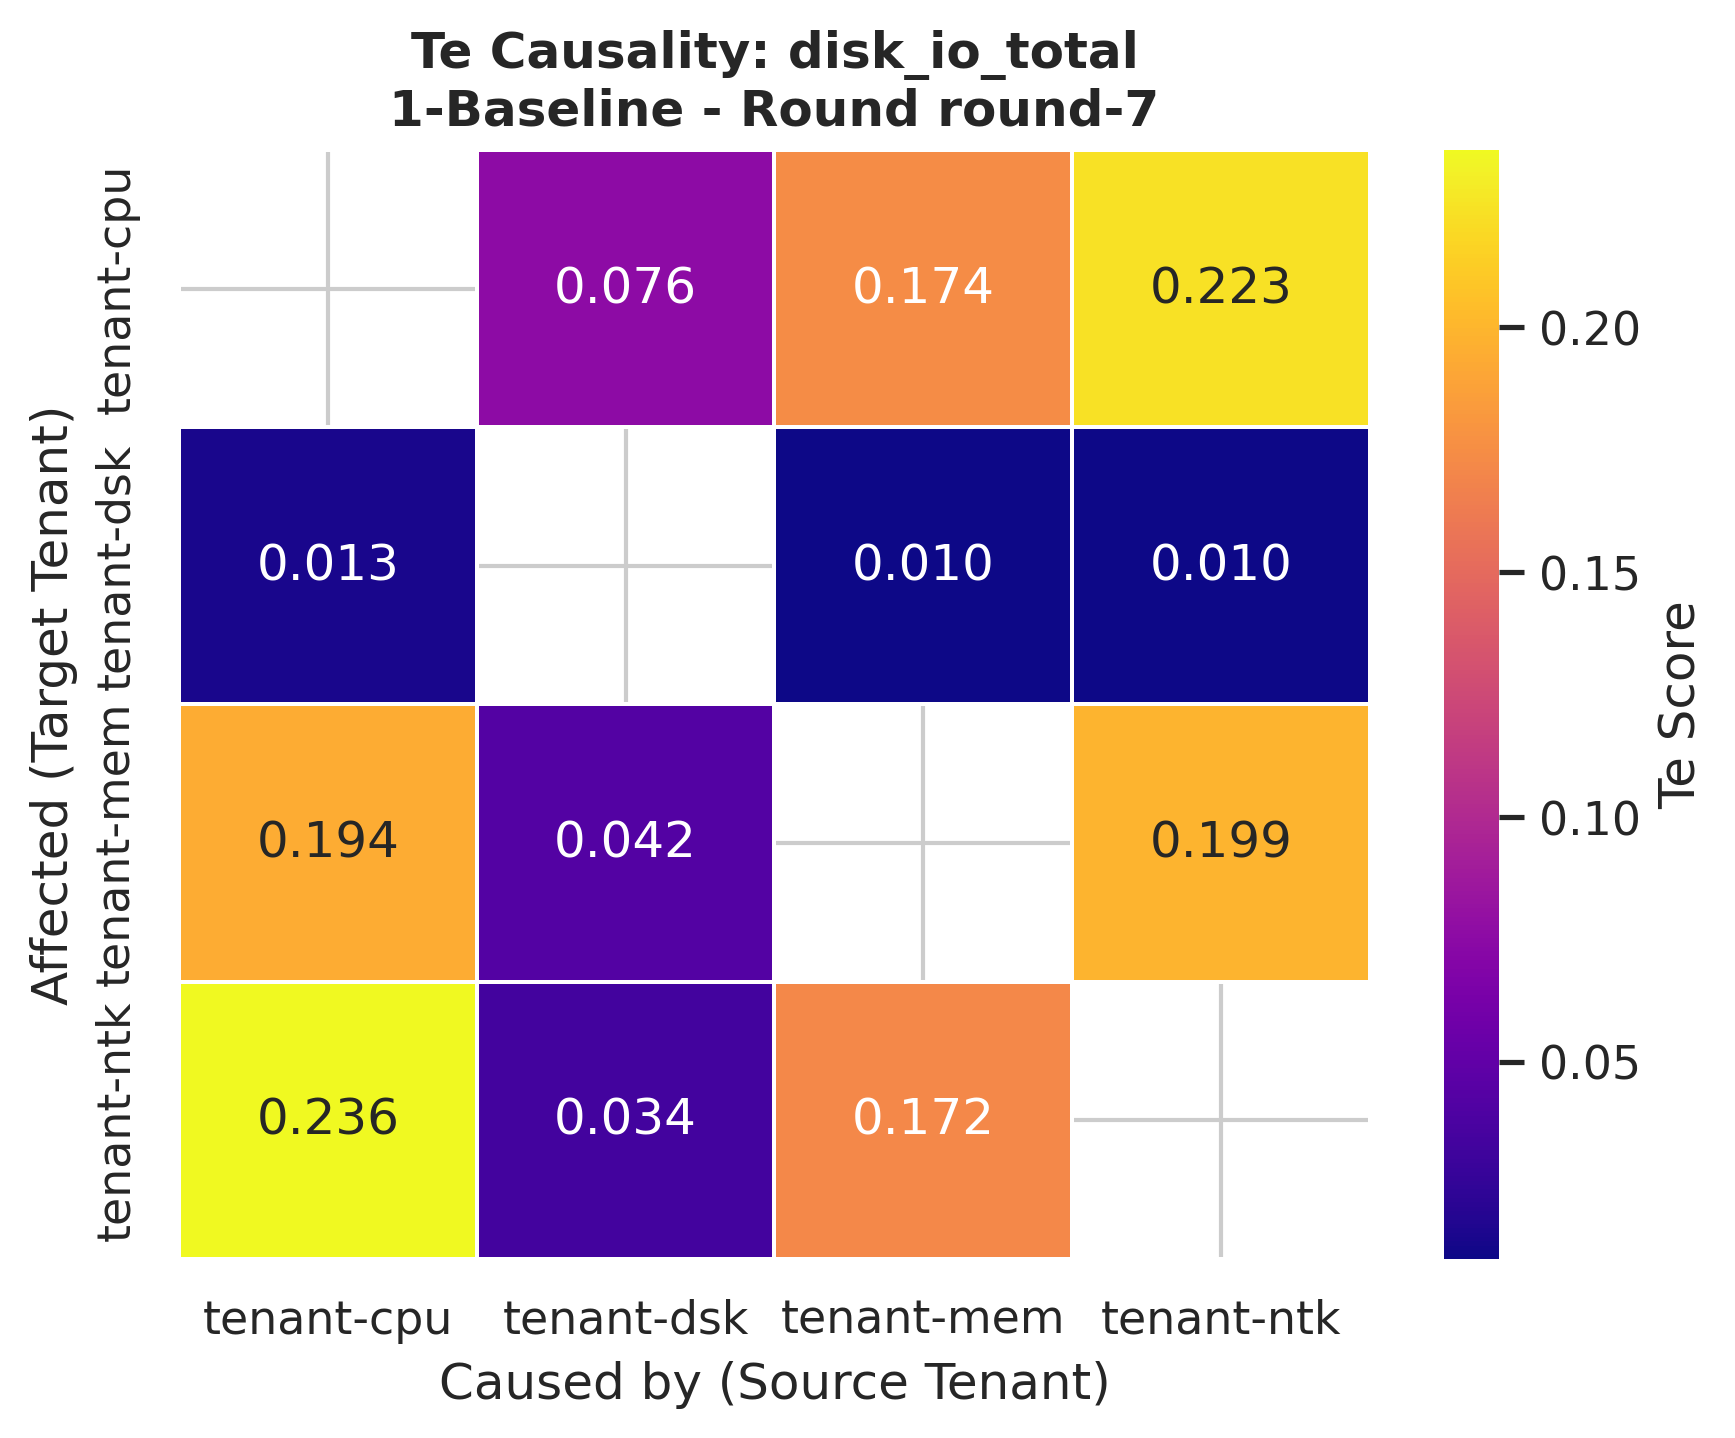 Te Causality: disk_io_total
1-Baseline - Round round-7
Affected (Target Tenant)
tenant-cpu
0.076 0.174 0.223
tenant-dsk
0.013 0.010 0.010
tenant-mem
0.194 0.042 0.199
tenant-ntk
0.236 0.034 0.172
tenant-cpu tenant-dsk tenant-mem tenant-ntk
Caused by (Source Tenant)
0.20
0.15
0.10
0.05
Te Score